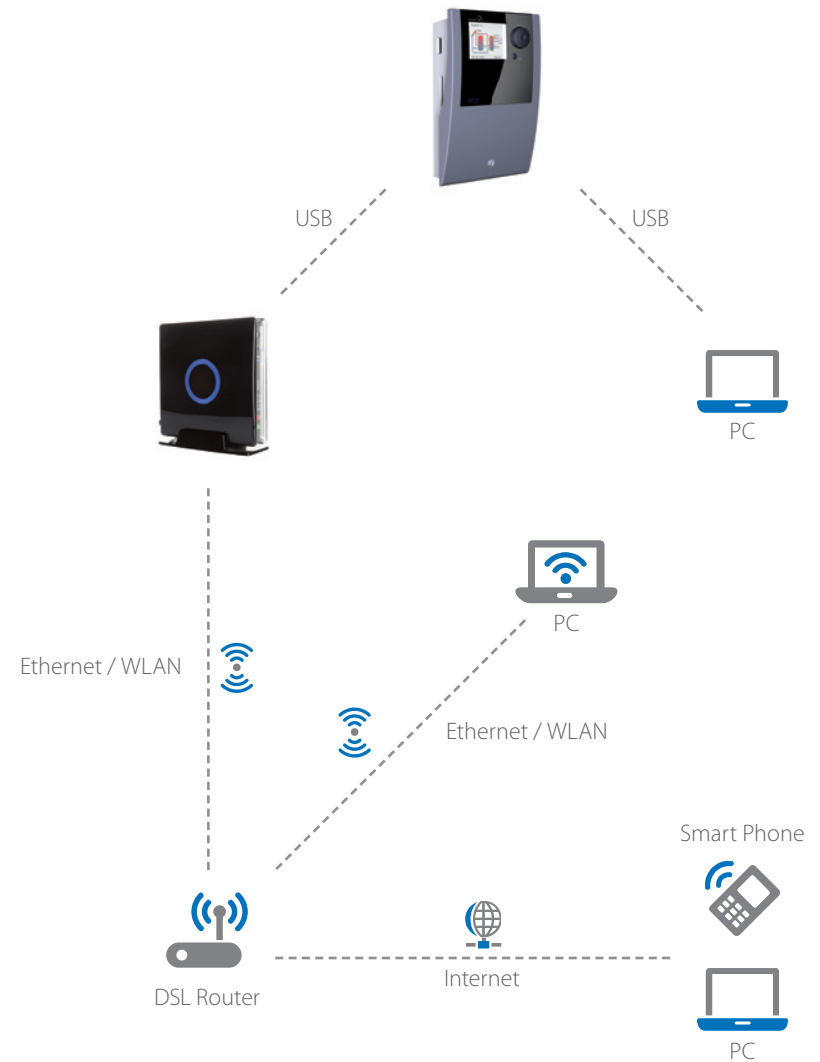 USB
USB
PC
PC
Ethernet / WLAN
Ethernet / WLAN
Smart Phone
Internet
DSL Router
PC